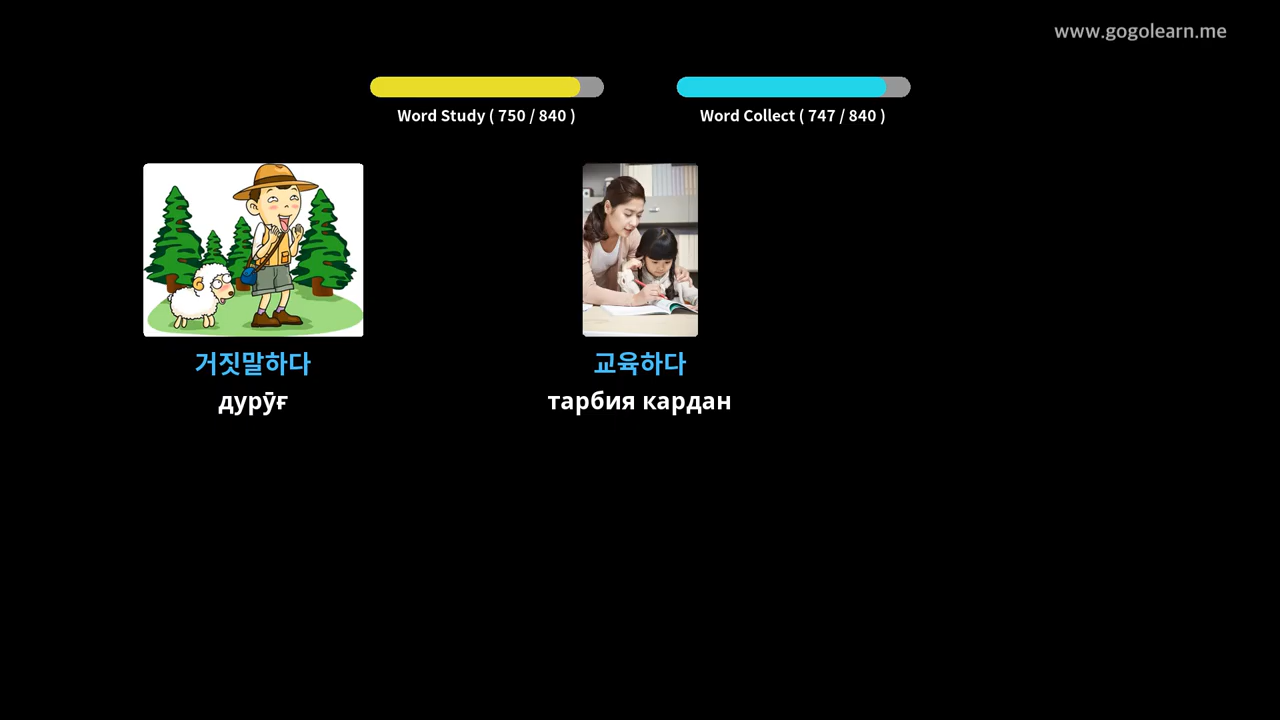 www.gogolearn.me
Word Study ( 750 / 840 )
Word Collect ( 747 / 840 )
거짓말하다
дурӯғ
교육하다
тарбия кардан